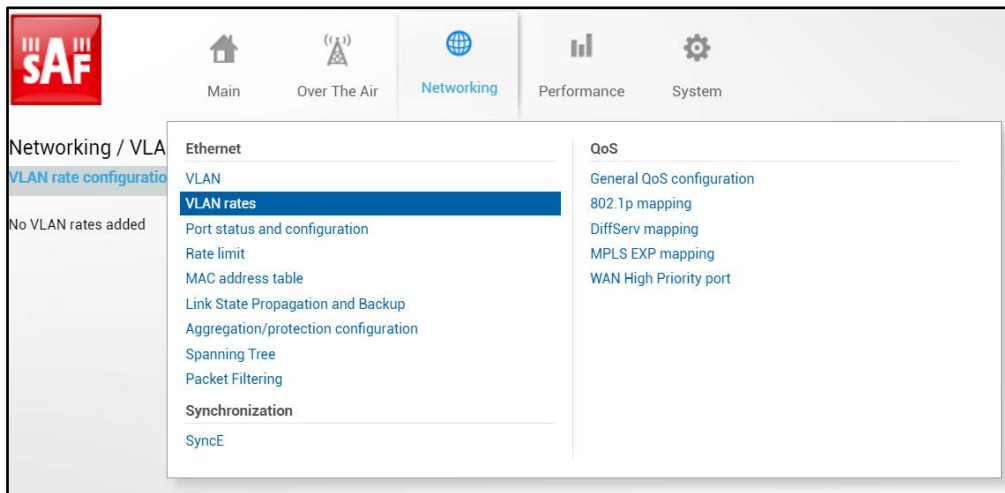 SAF
Main
Over The Air
Networking
Performance
System
Networking / VLA
VLAN rate configuratio
No VLAN rates added
Ethernet
VLAN
VLAN rates
Port status and configuration
Rate limit
MAC address table
Link State Propagation and Backup
Aggregation/protection configuration
Spanning Tree
Packet Filtering
Synchronization
SyncE
QoS
General QoS configuration
802.1p mapping
DiffServ mapping
MPLS EXP mapping
WAN High Priority port